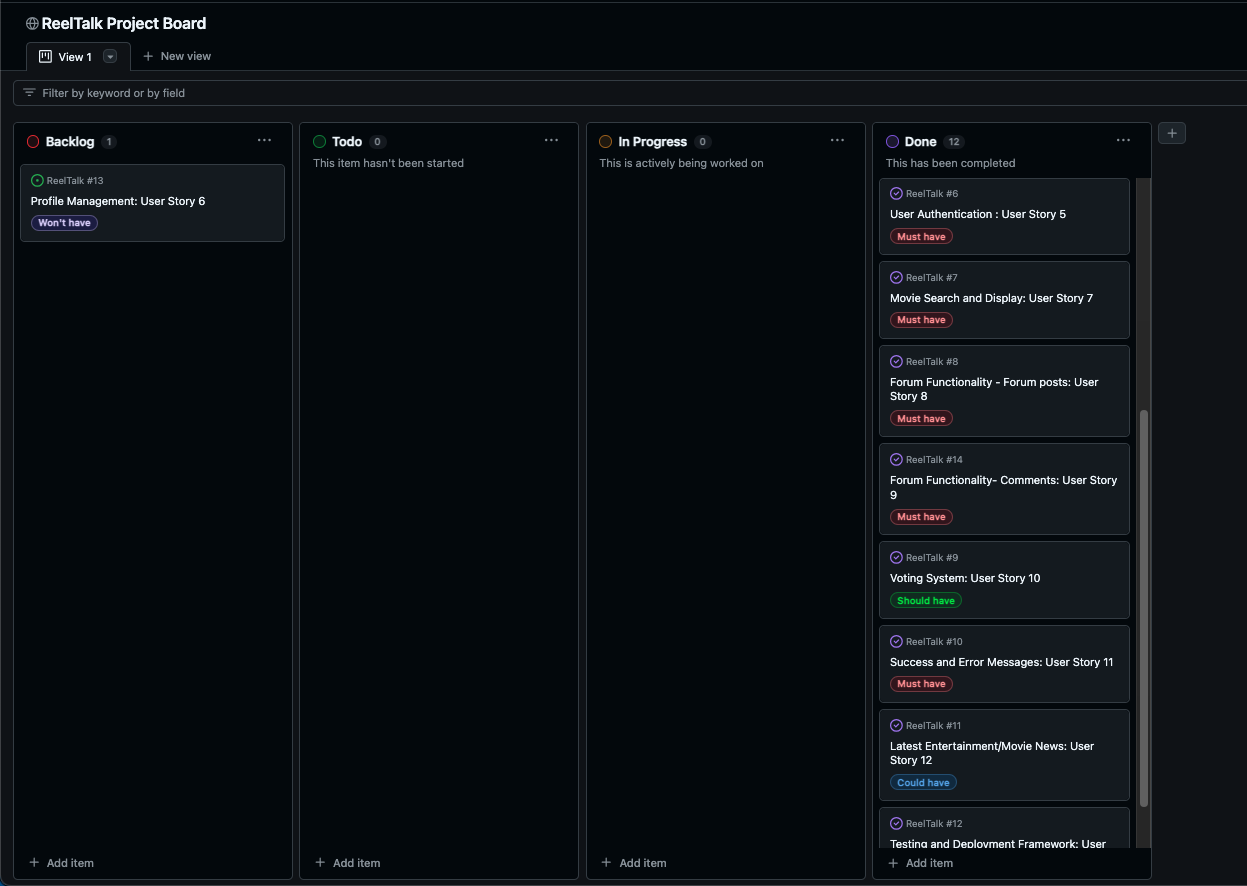 ReelTalk Project Board
View 1
New view
Filter by keyword or by field
Backlog 1
ReelTalk #13
Profile Management: User Story 6
Won't have
Add item
Todo 0
This item hasn't been started
Add item
In Progress 0
This is actively being worked on
Add item
Done 12
This has been completed
ReelTalk #6
User Authentication : User Story 5
Must have
ReelTalk #7
Movie Search and Display: User Story 7
Must have
ReelTalk #8
Forum Functionality - Forum posts: User
Story 8
Must have
ReelTalk #14
Forum Functionality- Comments: User Story
9
Must have
ReelTalk #9
Voting System: User Story 10
Should have
ReelTalk #10
Success and Error Messages: User Story 11
Must have
ReelTalk #11
Latest Entertainment/Movie News: User
Story 12
Could have
ReelTalk #12
Testing and Deployment Framework: User
Add item